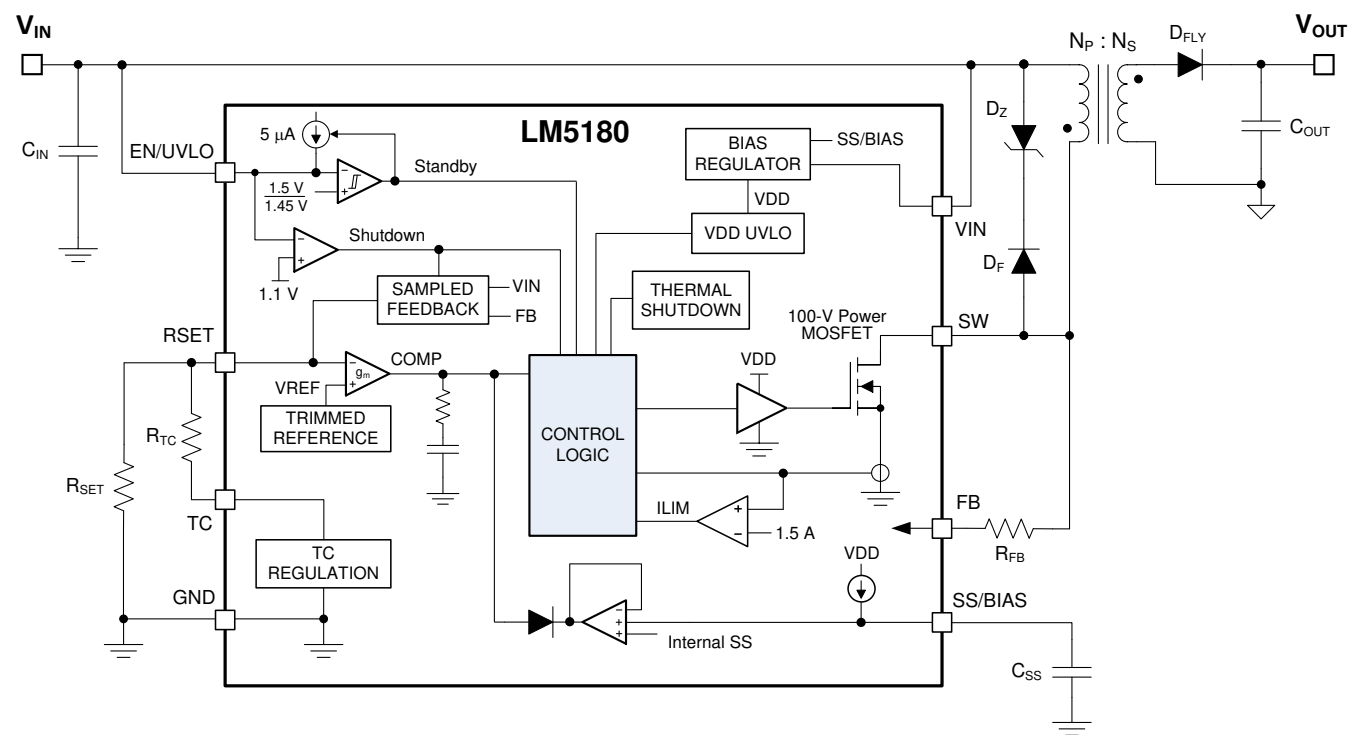 VIN
VOUT
NP : NS
DFLY
LM5180
5 μA
DZ
CIN
EN/UVLO
BIAS
REGULATOR
SS/BIAS
COUT
Standby
1.5 V
1.45 V
VDD
VIN
Shutdown
VDD UVLO
DF
1.1 V
SAMPLED
FEEDBACK
VIN
FB
THERMAL
SHUTDOWN
100-V Power
MOSFET
SW
RSET
COMP
VDD
gm
VREF
TRIMMED
REFERENCE
RTC
CONTROL
LOGIC
RSET
ILIM
FB
TC
1.5 A
RFB
TC
REGULATION
VDD
GND
SS/BIAS
Internal SS
CSS